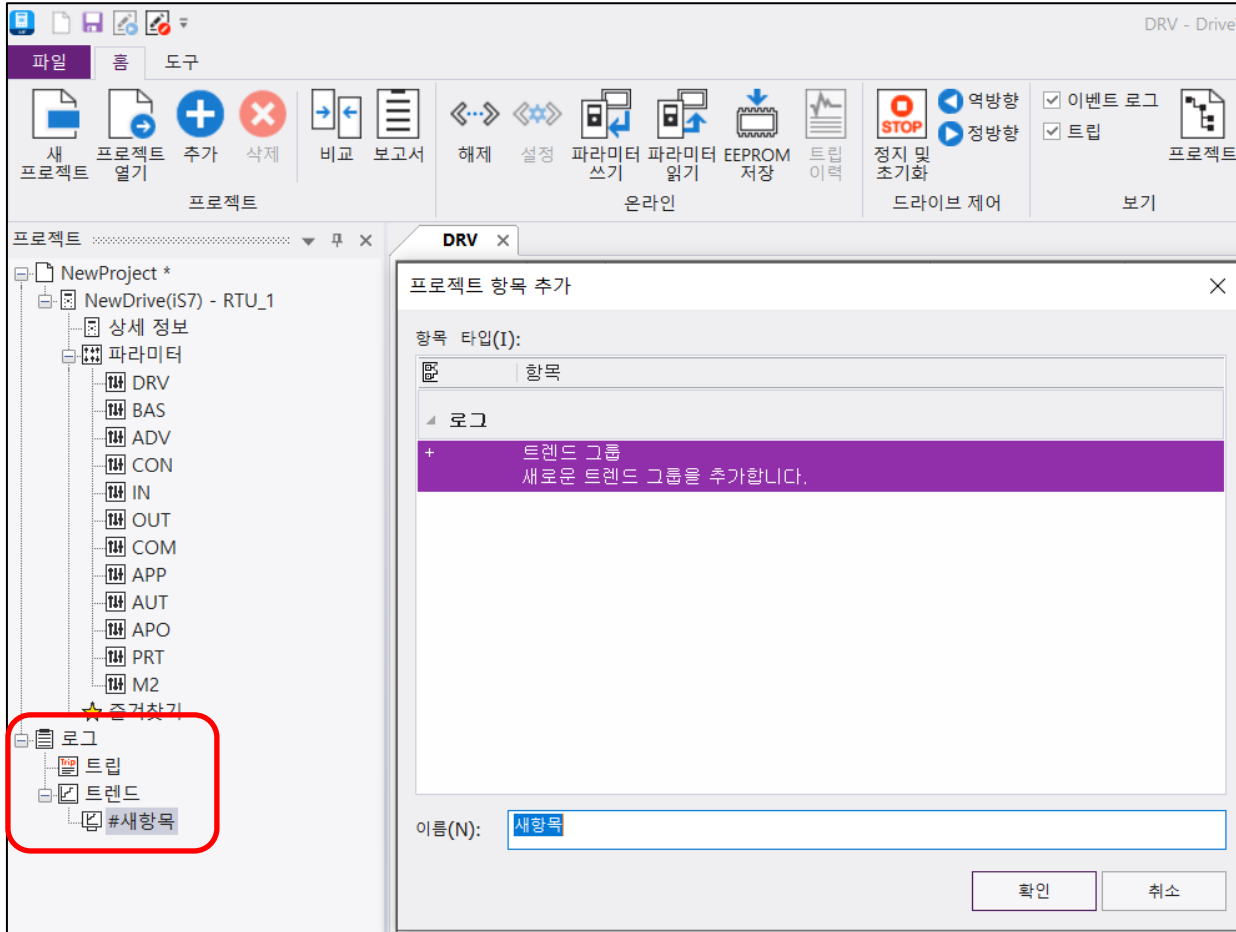 DRV - Drive
파일 홈 도구
새 프로젝트
프로젝트 열기
추가
삭제
비교
보고서
프로젝트
해제
설정
파라미터 쓰기
파라미터 읽기
EEPROM 저장
트립 이력
온라인
STOP
정지 및 초기화
역방향
정방향
드라이브 제어
이벤트 로그
트립
프로젝트
보기
프로젝트
NewProject *
NewDrive(iS7) - RTU_1
상세 정보
파라미터
DRV
BAS
ADV
CON
IN
OUT
COM
APP
AUT
APO
PRT
M2
즐겨찾기
로그
Trip 트립
트렌드
#새항목
DRV
프로젝트 항목 추가
항목 타입(I):
항목
로그
+ 트렌드 그룹
새로운 트렌드 그룹을 추가합니다.
이름(N): 새항목
확인 취소